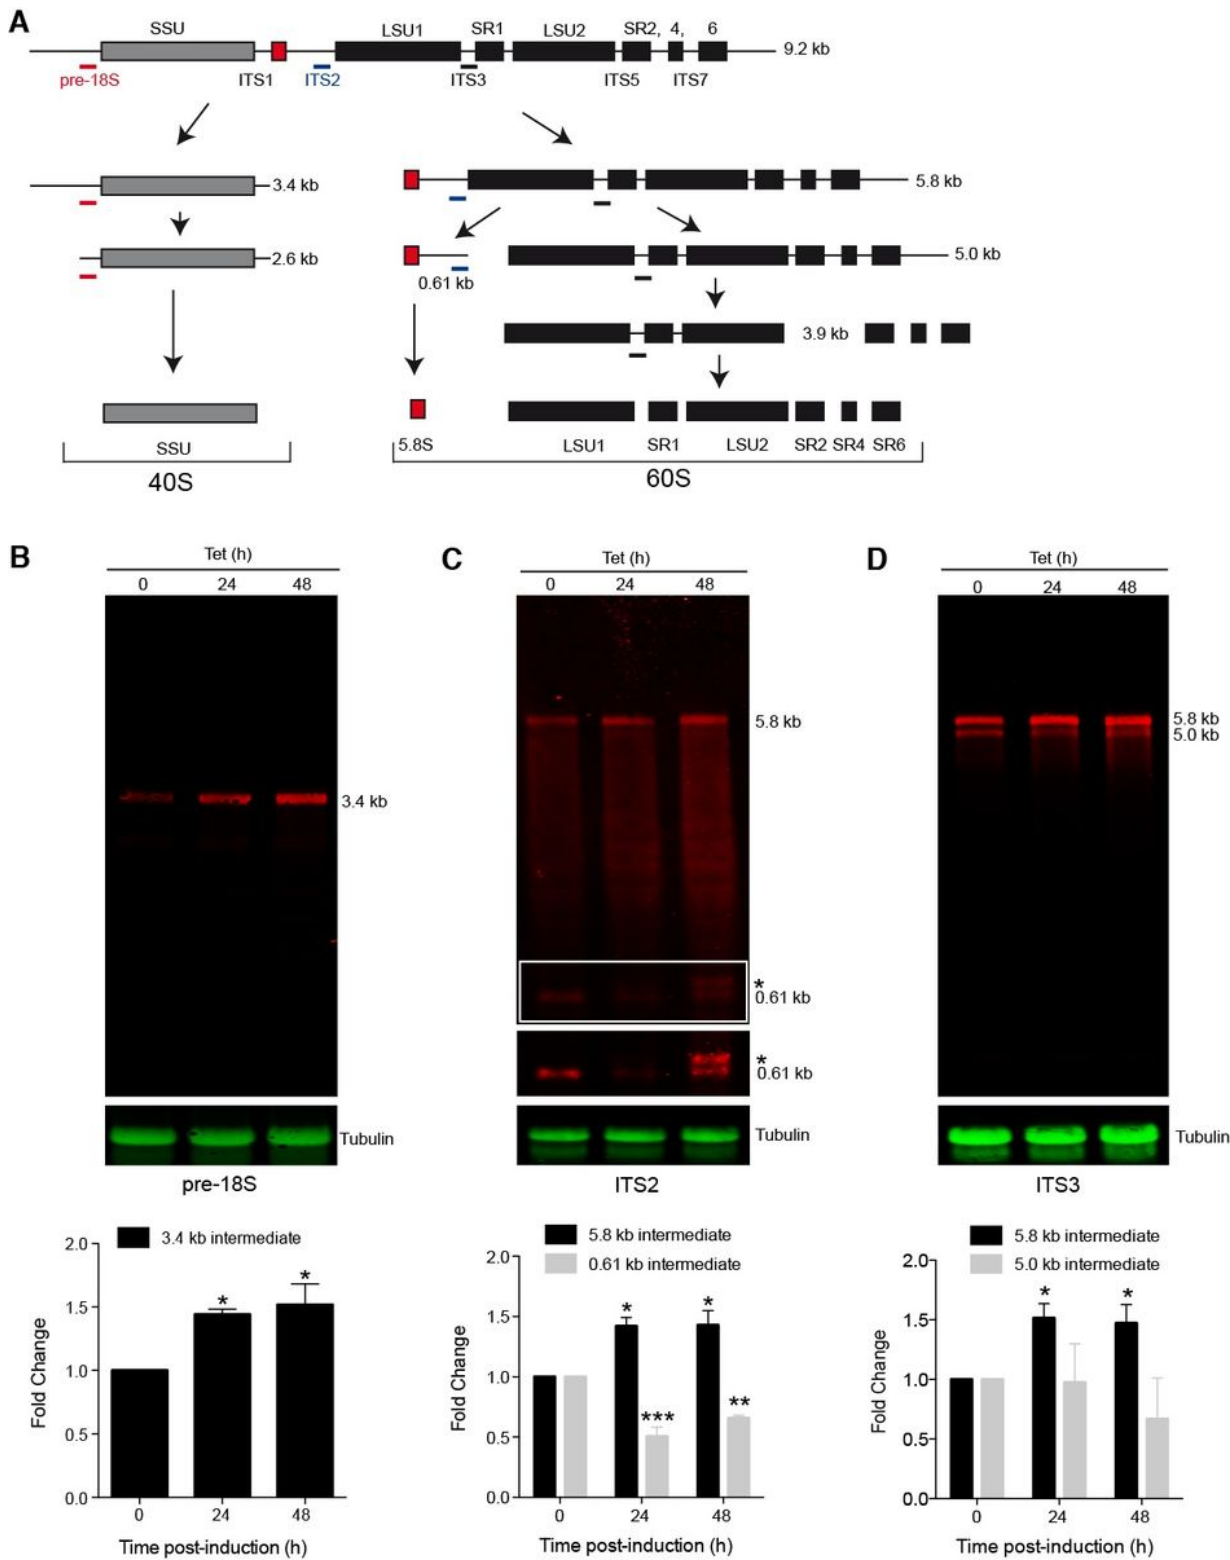 A
SSU LSU1 SR1 LSU2 SR2, 4, 6
9.2 kb
pre-18S ITS1 ITS2 ITS3 ITS5 ITS7
3.4 kb 5.8 kb
2.6 kb 5.0 kb
0.61 kb
3.9 kb
SSU 5.8S LSU1 SR1 LSU2 SR2 SR4 SR6
40S 60S
B
Tet (h)
0 24 48
3.4 kb
Tubulin
pre-18S
3.4 kb intermediate
2.0
1.5
1.0
0.5
0.0
* *
Fold Change
0 24 48
Time post-induction (h)
C
Tet (h)
0 24 48
5.8 kb
*
0.61 kb
*
0.61 kb
Tubulin
ITS2
5.8 kb intermediate
0.61 kb intermediate
2.0
1.5
1.0
0.5
0.0
* *
*** **
Fold Change
0 24 48
Time post-induction (h)
D
Tet (h)
0 24 48
5.8 kb
5.0 kb
Tubulin
ITS3
5.8 kb intermediate
5.0 kb intermediate
2.0
1.5
1.0
0.5
0.0
* *
Fold Change
0 24 48
Time post-induction (h)